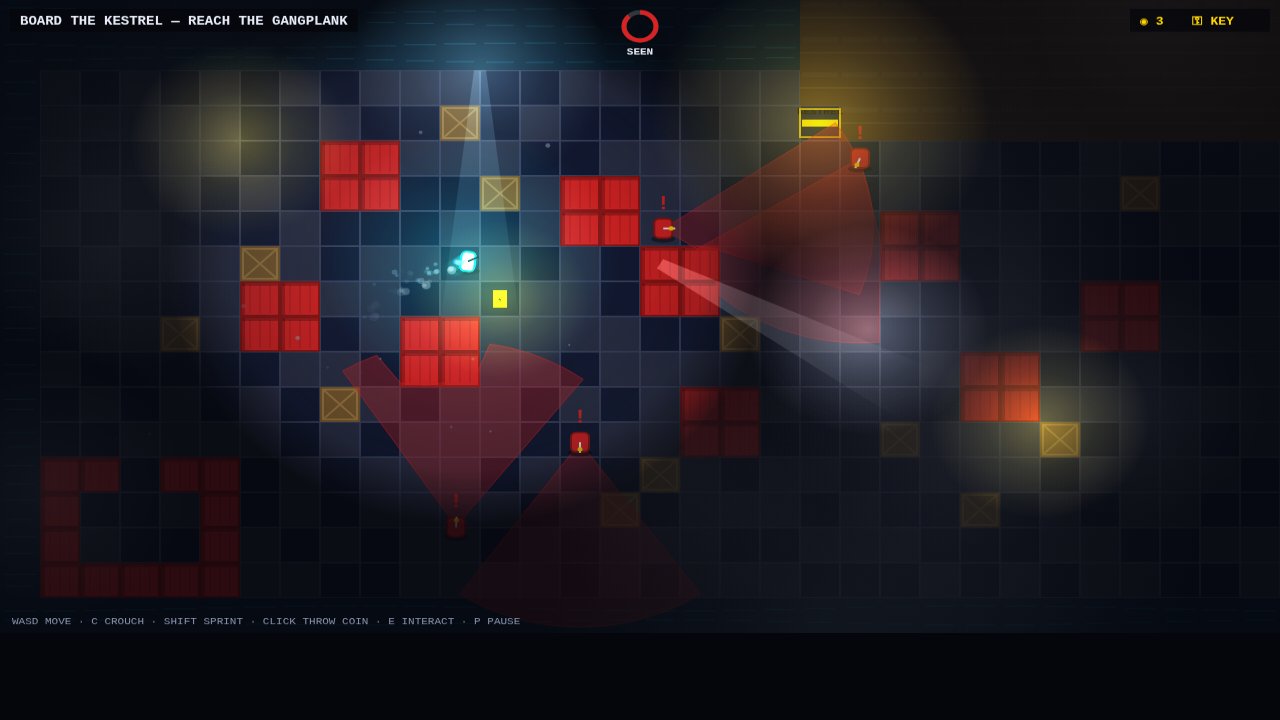 BOARD THE KESTREL — REACH THE GANGPLANK
SEEN
◉ 3 ⚿ KEY
!
!
!
!
WASD MOVE · C CROUCH · SHIFT SPRINT · CLICK THROW COIN · E INTERACT · P PAUSE